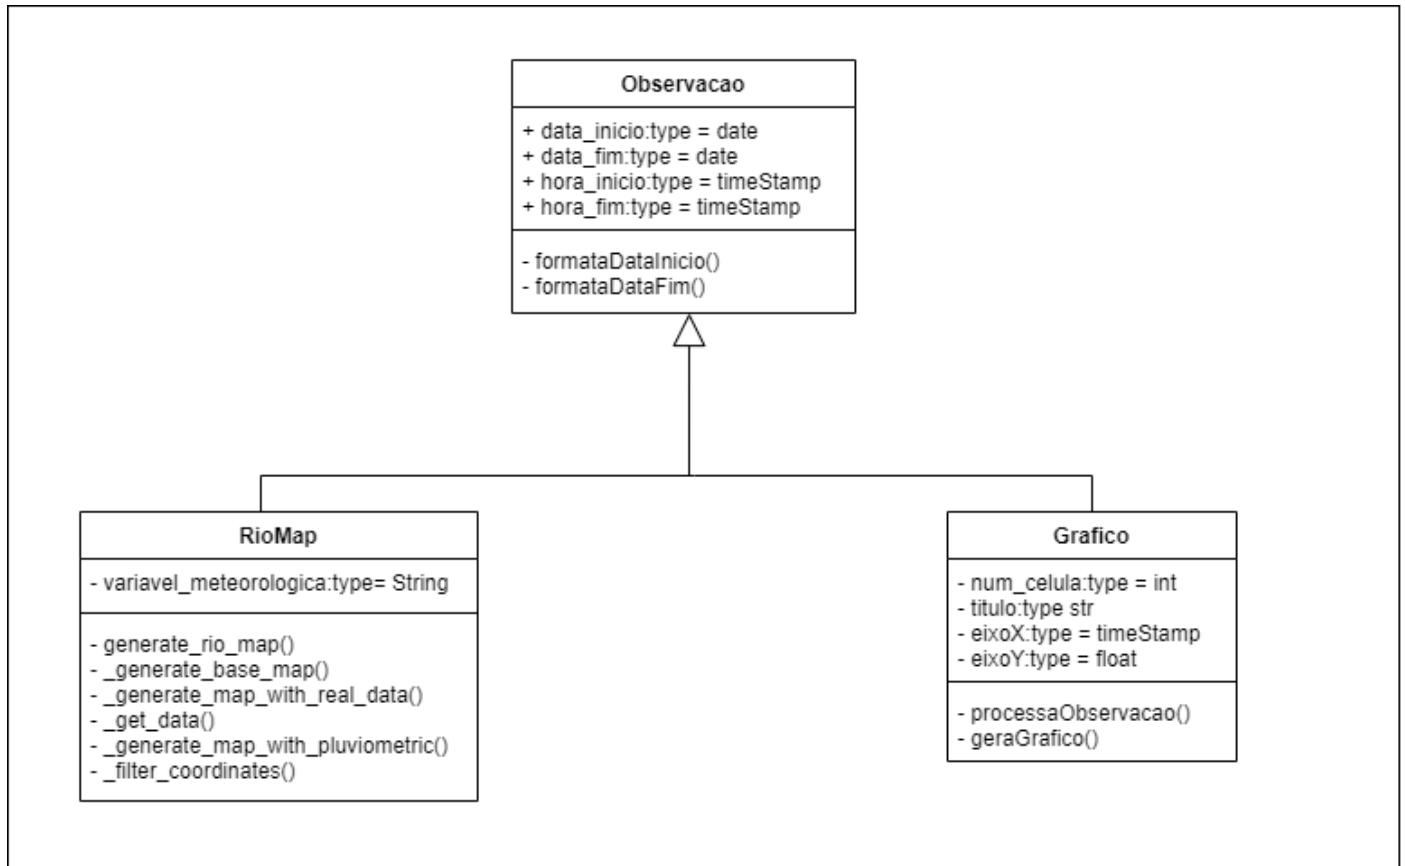 Observacao
+ data_inicio:type = date
+ data_fim:type = date
+ hora_inicio:type = timeStamp
+ hora_fim:type = timeStamp
- formataDataInicio()
- formataDataFim()
RioMap
- variavel_meteorologica:type= String
- generate_rio_map()
- _generate_base_map()
- _generate_map_with_real_data()
- _get_data()
- _generate_map_with_pluviometric()
- _filter_coordinates()
Grafico
- num_celula:type = int
- titulo:type str
- eixoX:type = timeStamp
- eixoY:type = float
- processaObservacao()
- geraGrafico()